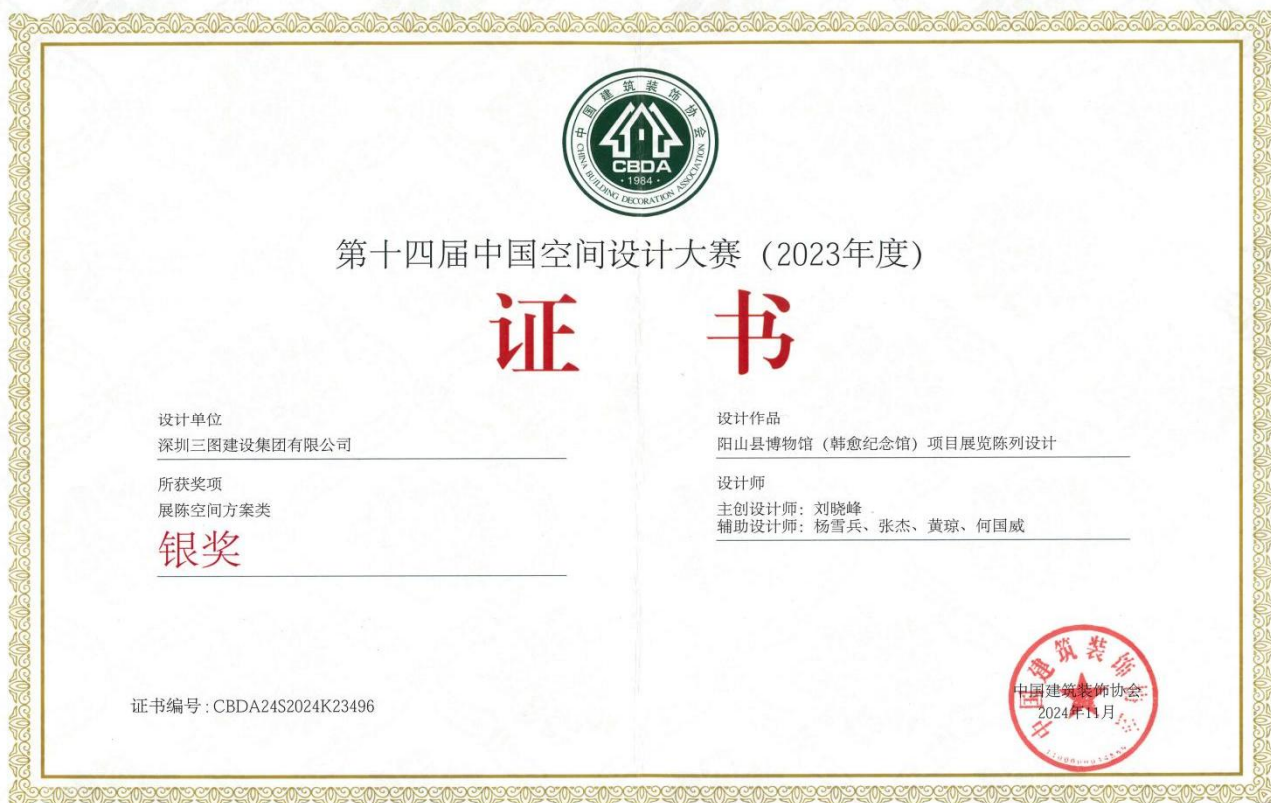 中国建筑装饰协会
CBDA
·1984·
CHINA BUILDING DECORATION ASSOCIATION
第十四届中国空间设计大赛（2023年度）
证 书
设计单位
深圳三图建设集团有限公司
所获奖项
展陈空间方案类
银奖
设计作品
阳山县博物馆（韩愈纪念馆）项目展览陈列设计
设计师
主创设计师：刘晓峰
辅助设计师：杨雪兵、张杰、黄琼、何国威
证书编号：CBDA24S2024K23496
中国建筑装饰协会
中国建筑装饰协会
2024年11月